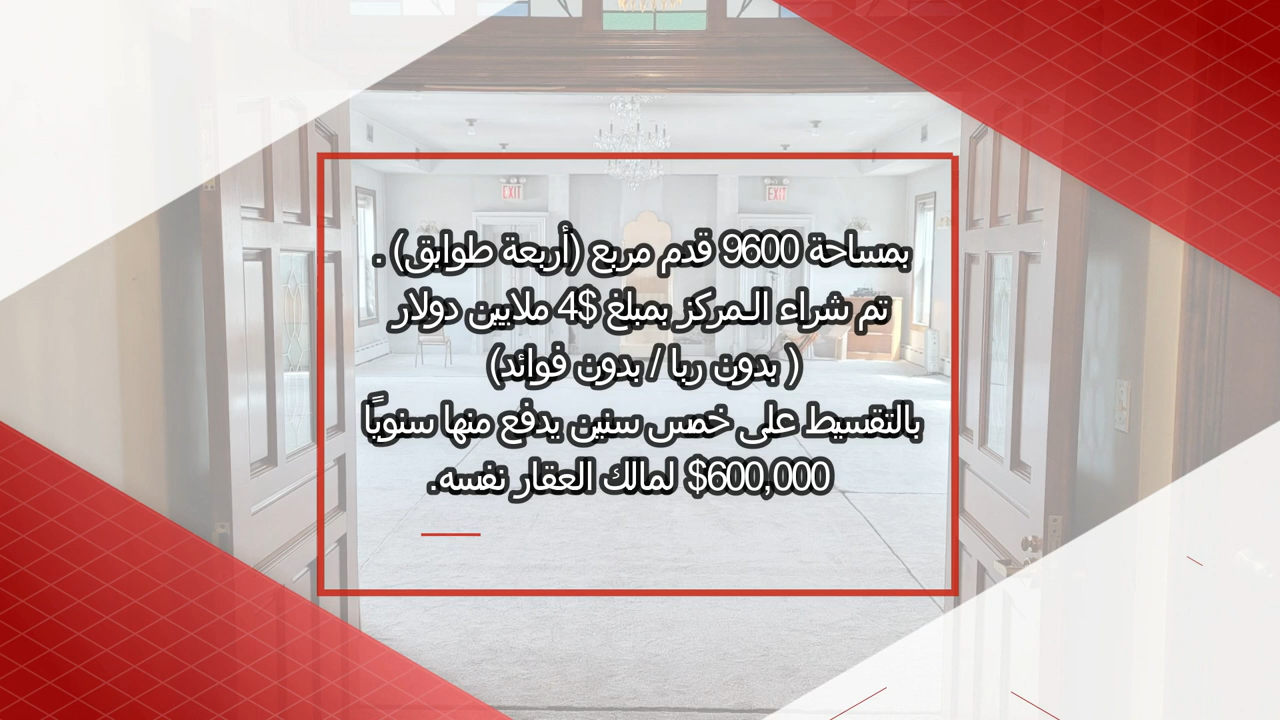 بمساحة 9600 قدم مربع (أربعة طوابق) .
تم شراء المركز بمبلغ $4 ملايين دولار
( بدون ربا / بدون فوائد)
بالتقسيط على خمس سنين يدفع منها سنويًا
$600,000 لمالك العقار نفسه.
EXIT
EXIT